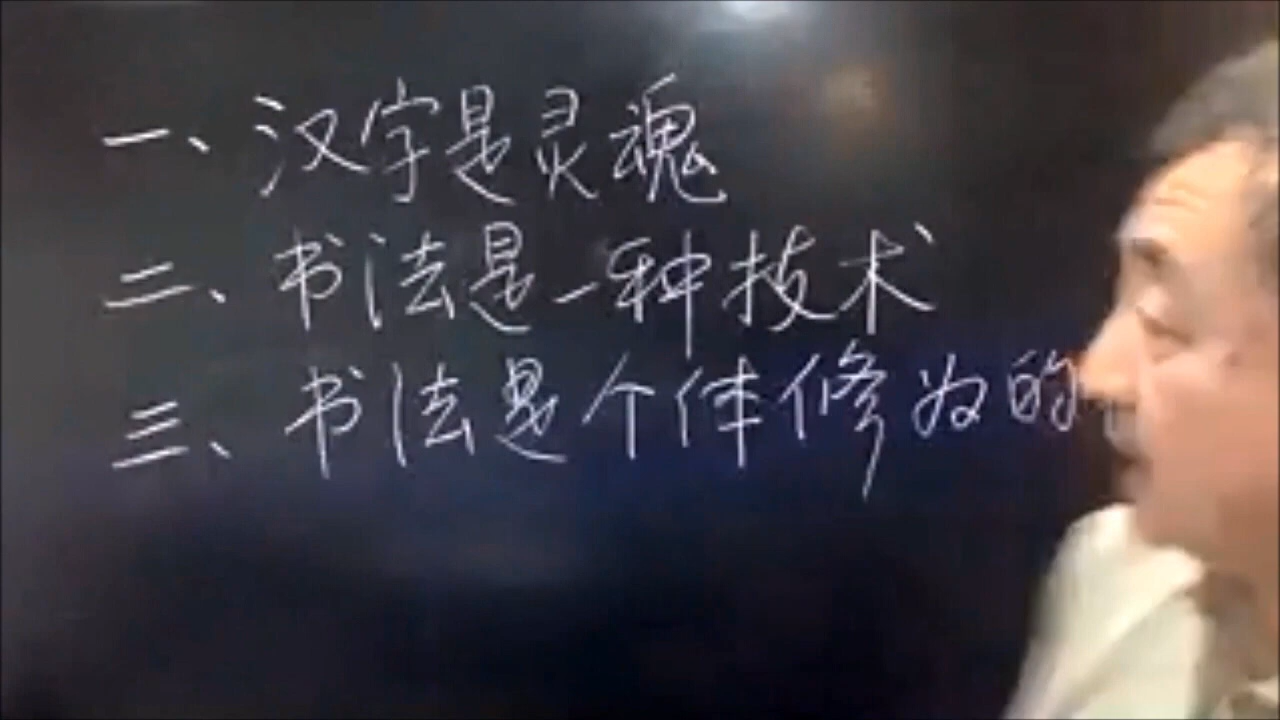 一、汉字是灵魂
二、书法是一种技术
三、书法是个体修为的